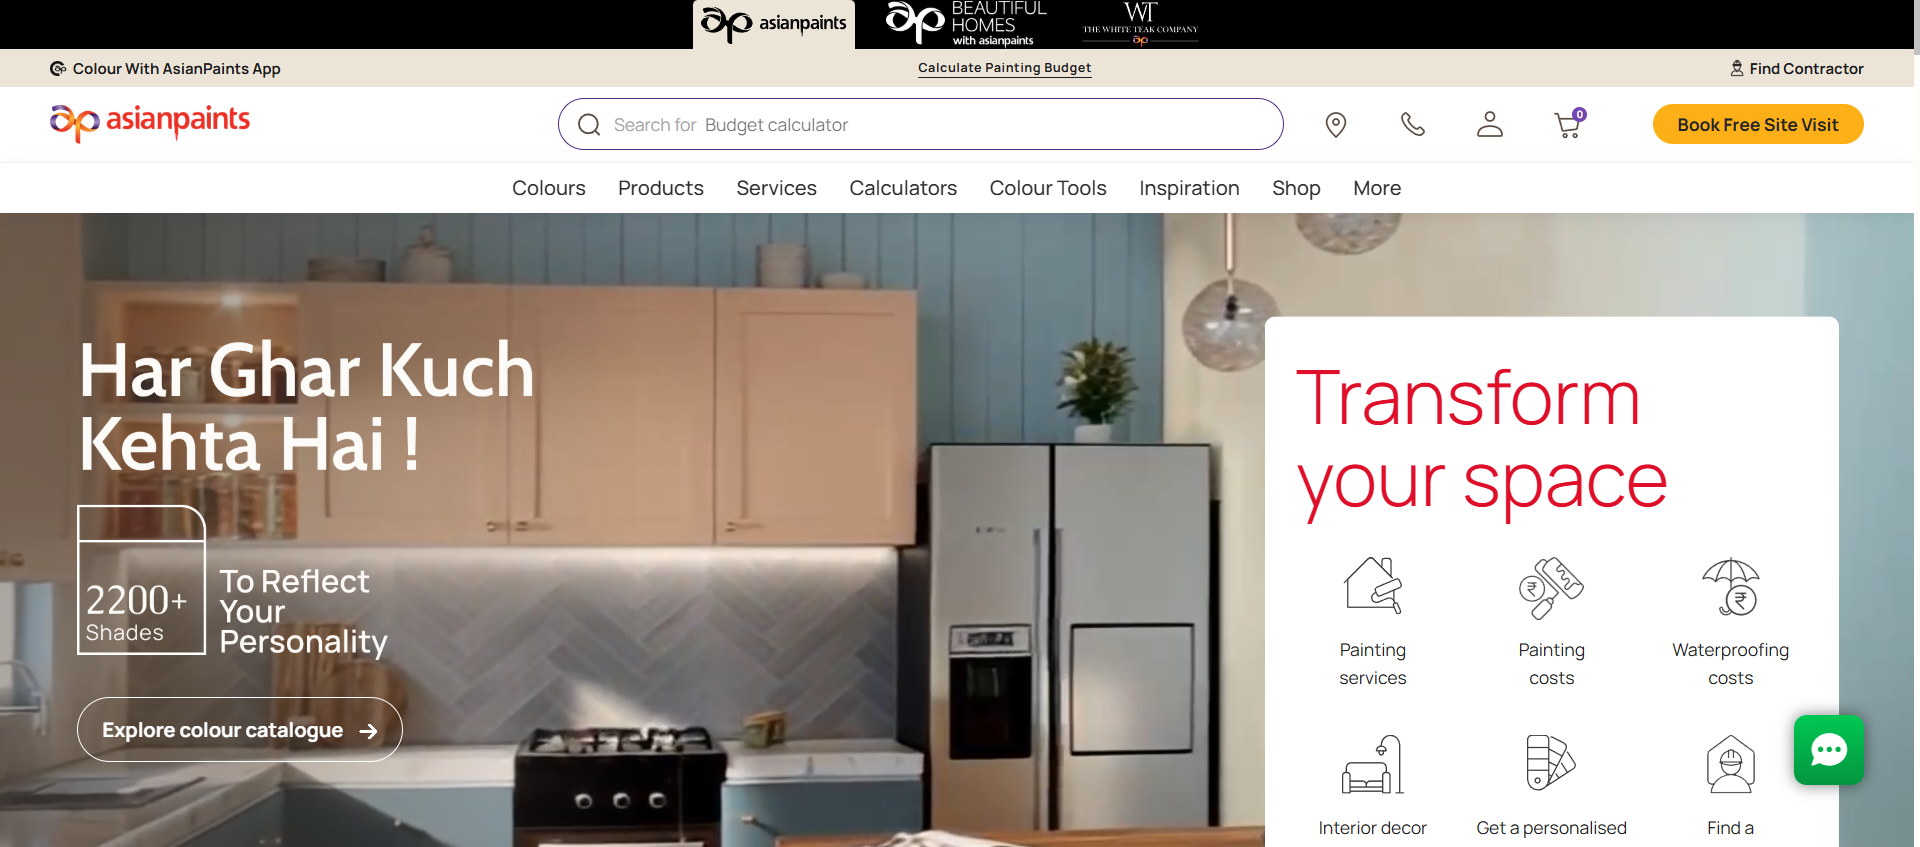 asianpaints
BEAUTIFUL
HOMES
with asianpaints
WT
THE WHITE TEAK COMPANY
Colour With AsianPaints App
Calculate Painting Budget
Find Contractor
asianpaints
Search for Budget calculator
0
Book Free Site Visit
Colours Products Services Calculators Colour Tools Inspiration Shop More
Har Ghar Kuch
Kehta Hai !
2200+
Shades
To Reflect
Your
Personality
Explore colour catalogue
Transform
your space
Painting
services
Painting
costs
Waterproofing
costs
Interior decor
Get a personalised
Find a